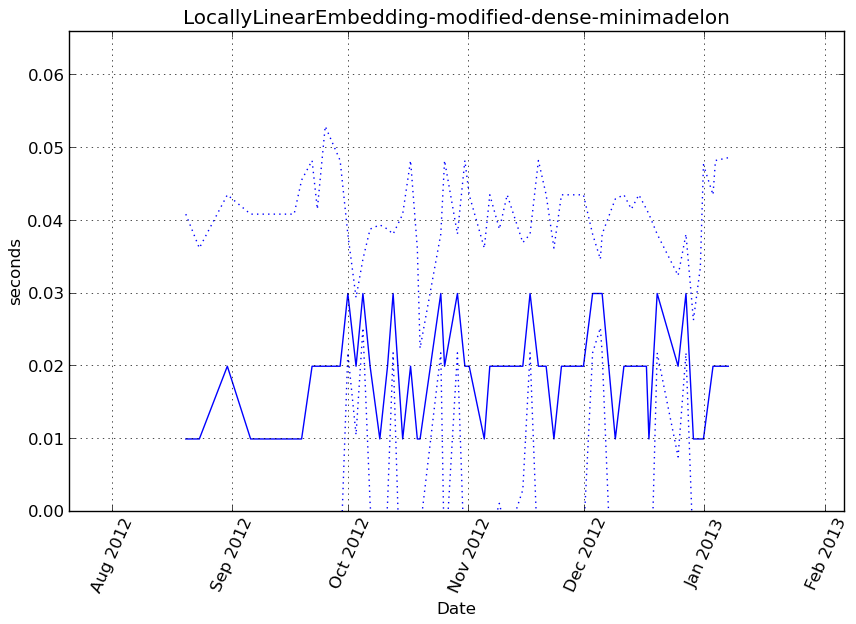 LocallyLinearEmbedding-modified-dense-minimadelon
0.06
0.05
0.04
0.03
0.02
0.01
0.00
seconds
Aug 2012
Sep 2012
Oct 2012
Nov 2012
Dec 2012
Jan 2013
Feb 2013
Date